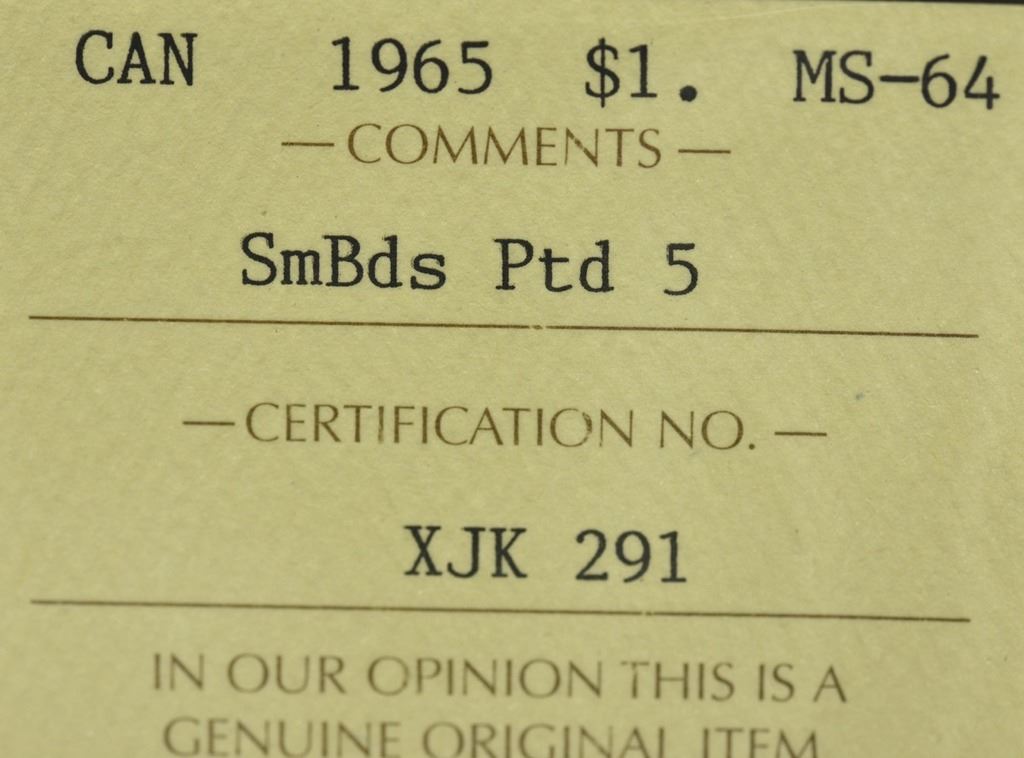 CAN 1965 $1. MS-64
—COMMENTS—
SmBds Ptd 5
—CERTIFICATION NO.—
XJK 291
IN OUR OPINION THIS IS A
GENUINE ORIGINAL ITEM